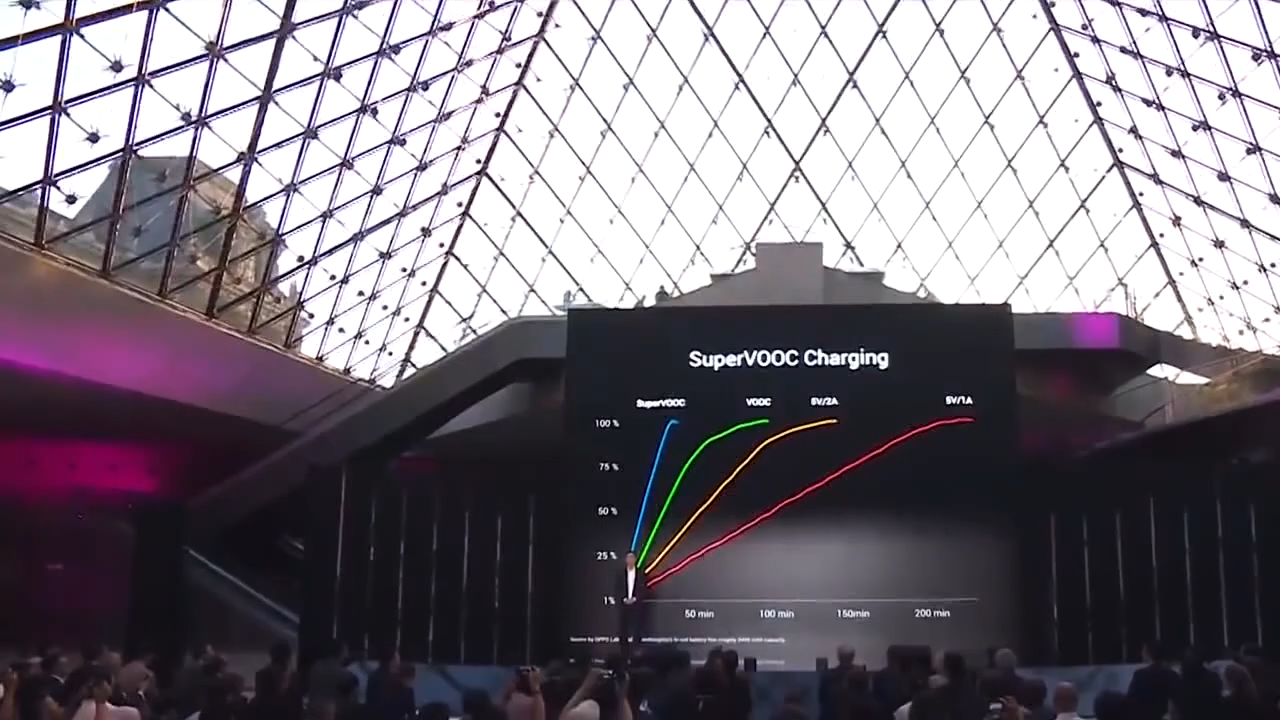 SuperVOOC Charging
SuperVOOC VOOC 5V/2A 5V/1A
100 %
75 %
50 %
25 %
1%
50 min 100 min 150min 200 min